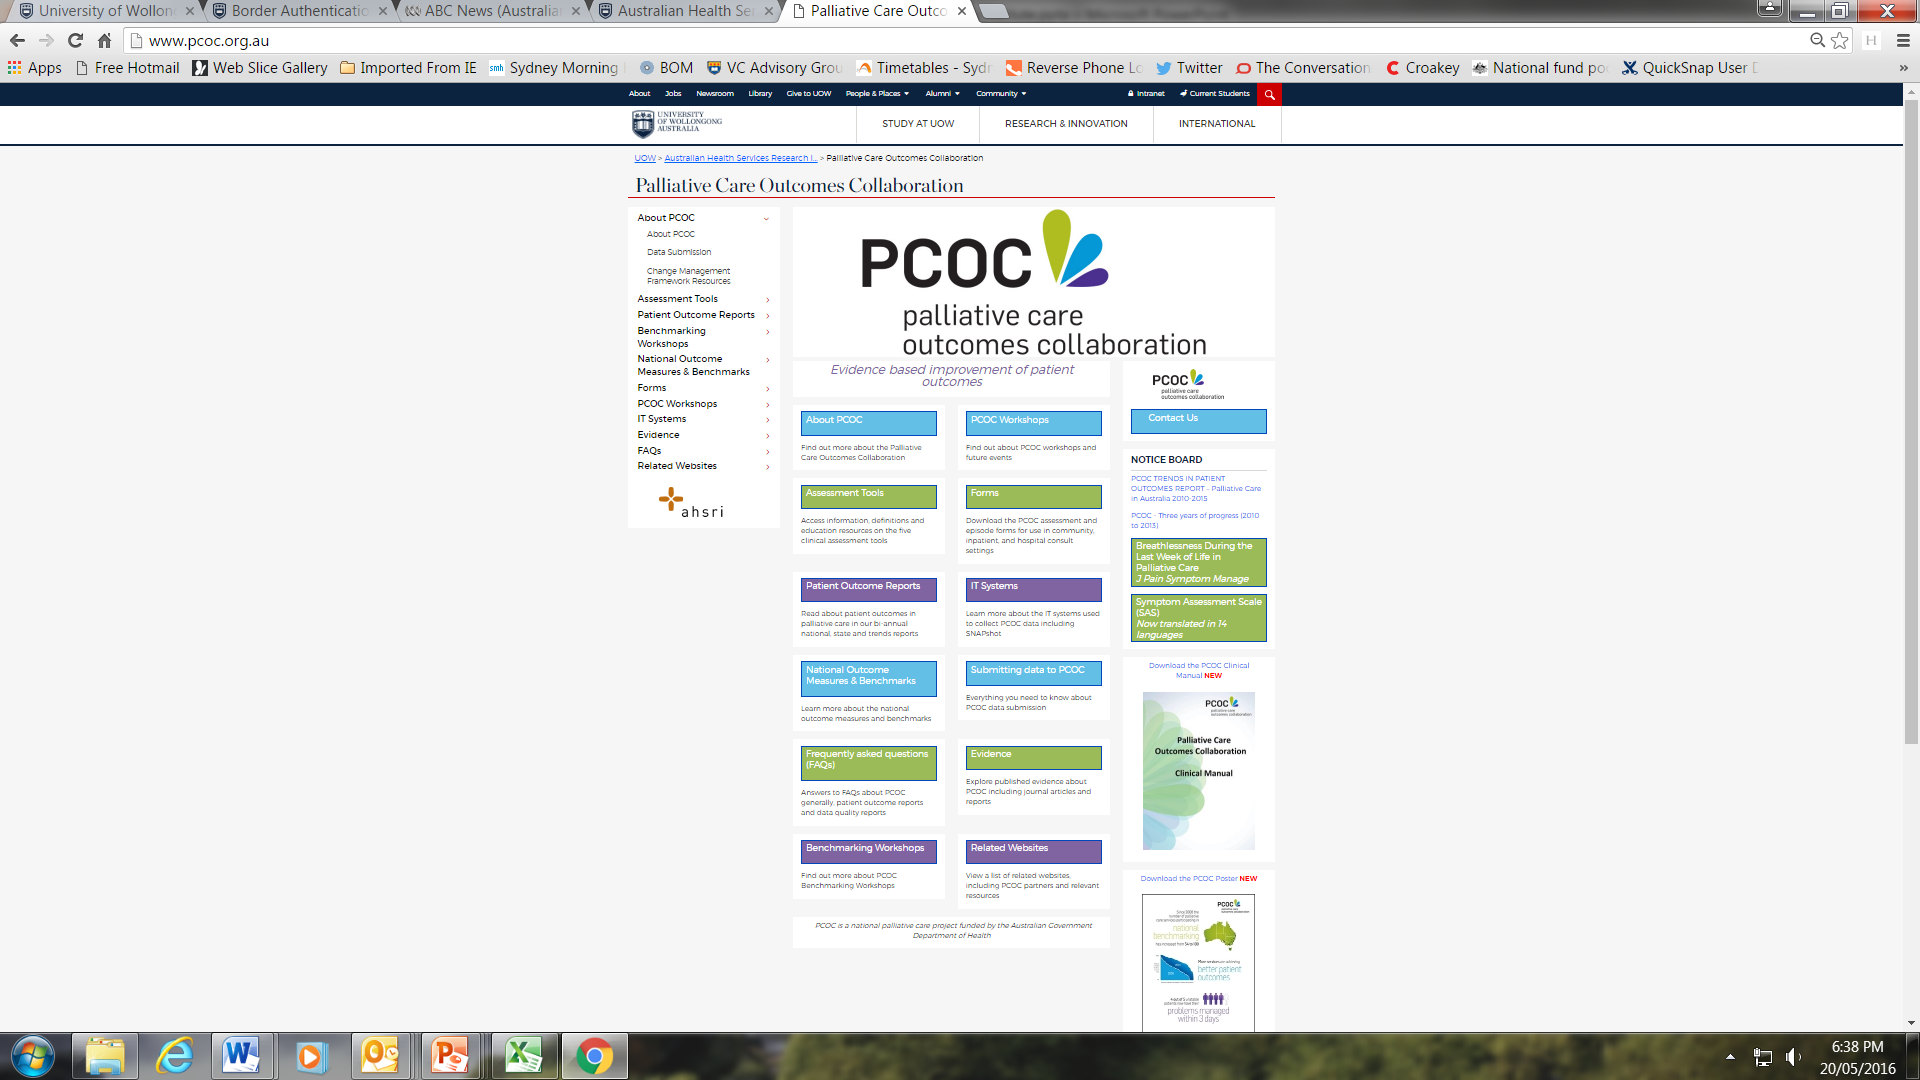 University of Wollon
Border Authenticatio
ABC News (Australia
Australian Health Se
Palliative Care Outco
www.pcoc.org.au
Apps
Free Hotmail
Web Slice Gallery
Imported From IE
smh Sydney Morning
BOM
VC Advisory Grou
Timetables - Syd
Reverse Phone Lo
Twitter
The Conversation
Croakey
National fund po
QuickSnap User
About
Jobs
Newsroom
Library
Give to UOW
People & Places
Alumni
Community
Intranet
Current Students
UNIVERSITY
OF WOLLONGONG
AUSTRALIA
STUDY AT UOW
RESEARCH & INNOVATION
INTERNATIONAL
UOW > Australian Health Services Research I... > Palliative Care Outcomes Collaboration
Palliative Care Outcomes Collaboration
About PCOC
About PCOC
Data Submission
Change Management
Framework Resources
Assessment Tools
Patient Outcome Reports
Benchmarking
Workshops
National Outcome
Measures & Benchmarks
Forms
PCOC Workshops
IT Systems
Evidence
FAQs
Related Websites
ahsri
PCOC
palliative care
outcomes collaboration
Evidence based improvement of patient
outcomes
About PCOC
Find out more about the Palliative
Care Outcomes Collaboration
PCOC Workshops
Find out about PCOC workshops and
future events
Assessment Tools
Access information, definitions and
education resources on the five
clinical assessment tools
Forms
Download the PCOC assessment and
episode forms for use in community,
inpatient, and hospital consult
settings
Patient Outcome Reports
Read about patient outcomes in
palliative care in our bi-annual
national, state and trends reports
IT Systems
Learn more about the IT systems used
to collect PCOC data including
SNAPshot
National Outcome
Measures & Benchmarks
Learn more about the national
outcome measures and benchmarks
Submitting data to PCOC
Everything you need to know about
PCOC data submission
Frequently asked questions
(FAQs)
Answers to FAQs about PCOC
generally, patient outcome reports
and data quality reports
Evidence
Explore published evidence about
PCOC including journal articles and
reports
Benchmarking Workshops
Find out more about PCOC
Benchmarking Workshops
Related Websites
View a list of related websites,
including PCOC partners and relevant
resources
PCOC is a national palliative care project funded by the Australian Government
Department of Health
PCOC
palliative care
outcomes collaboration
Contact Us
NOTICE BOARD
PCOC TRENDS IN PATIENT
OUTCOMES REPORT - Palliative Care
in Australia 2010-2015
PCOC - Three years of progress (2010
to 2013)
Breathlessness During the
Last Week of Life in
Palliative Care
J Pain Symptom Manage
Symptom Assessment Scale
(SAS)
Now translated in 14
languages
Download the PCOC Clinical
Manual NEW
PCOC
palliative care
outcomes collaboration
Palliative Care
Outcomes Collaboration
Clinical Manual
Download the PCOC Poster NEW
PCOC
national
benchmarking
better patient
outcomes
problems managed
within 3 days
6:38 PM
20/05/2016